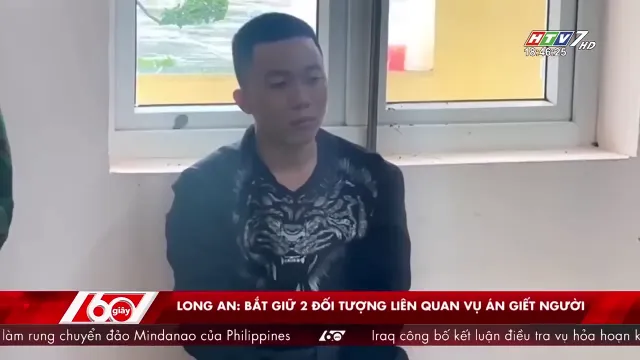 HTV7 HD
18:46:25
60 giây
LONG AN: BẮT GIỮ 2 ĐỐI TƯỢNG LIÊN QUAN VỤ ÁN GIẾT NGƯỜI
làm rung chuyển đảo Mindanao của Philippines 60 Iraq công bố kết luận điều tra vụ hỏa hoạn k